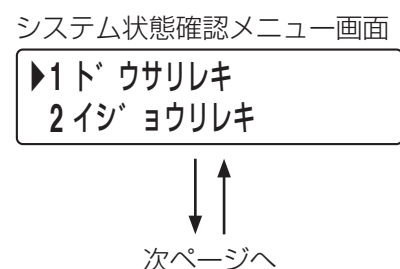 システム状態確認メニュー画面
▶1 ド ウサリレキ
2 イジ ョウリレキ
次ページへ